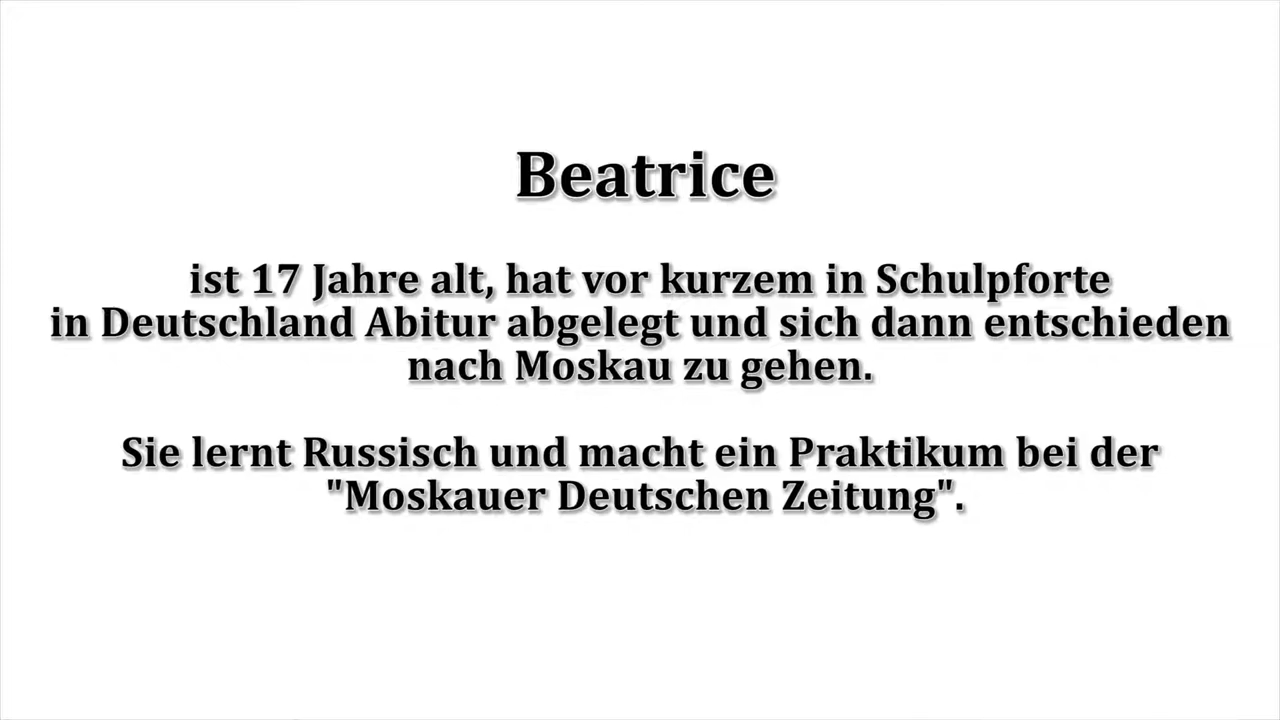 Beatrice
ist 17 Jahre alt, hat vor kurzem in Schulpforte
in Deutschland Abitur abgelegt und sich dann entschieden
nach Moskau zu gehen.
Sie lernt Russisch und macht ein Praktikum bei der
"Moskauer Deutschen Zeitung".